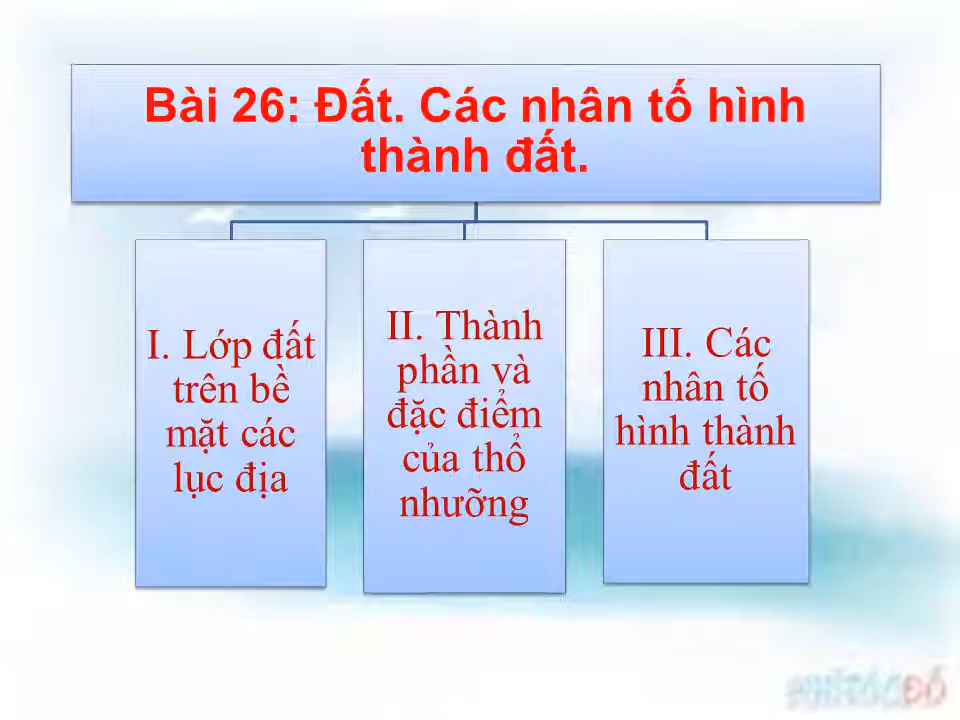 Bài 26: Đất. Các nhân tố hình
thành đất.
I. Lớp đất
trên bề
mặt các
lục địa
II. Thành
phần và
đặc điểm
của thổ
nhưỡng
III. Các
nhân tố
hình thành
đất